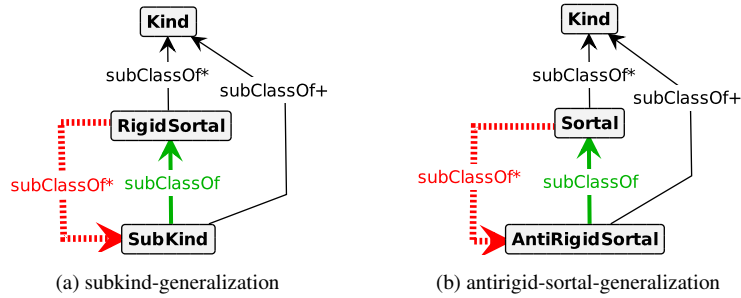 Kind
subClassOf*
subClassOf+
RigidSortal
subClassOf*
subClassOf
SubKind
(a) subkind-generalization
Kind
subClassOf*
subClassOf+
Sortal
subClassOf*
subClassOf
AntiRigidSortal
(b) antirigid-sortal-generalization